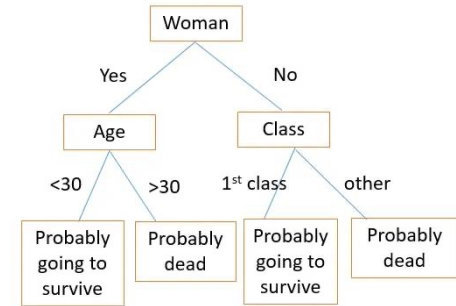 Woman
Yes
No
Age
Class
<30
>30
1st class
other
Probably
going to
survive
Probably
dead
Probably
going to
survive
Probably
dead